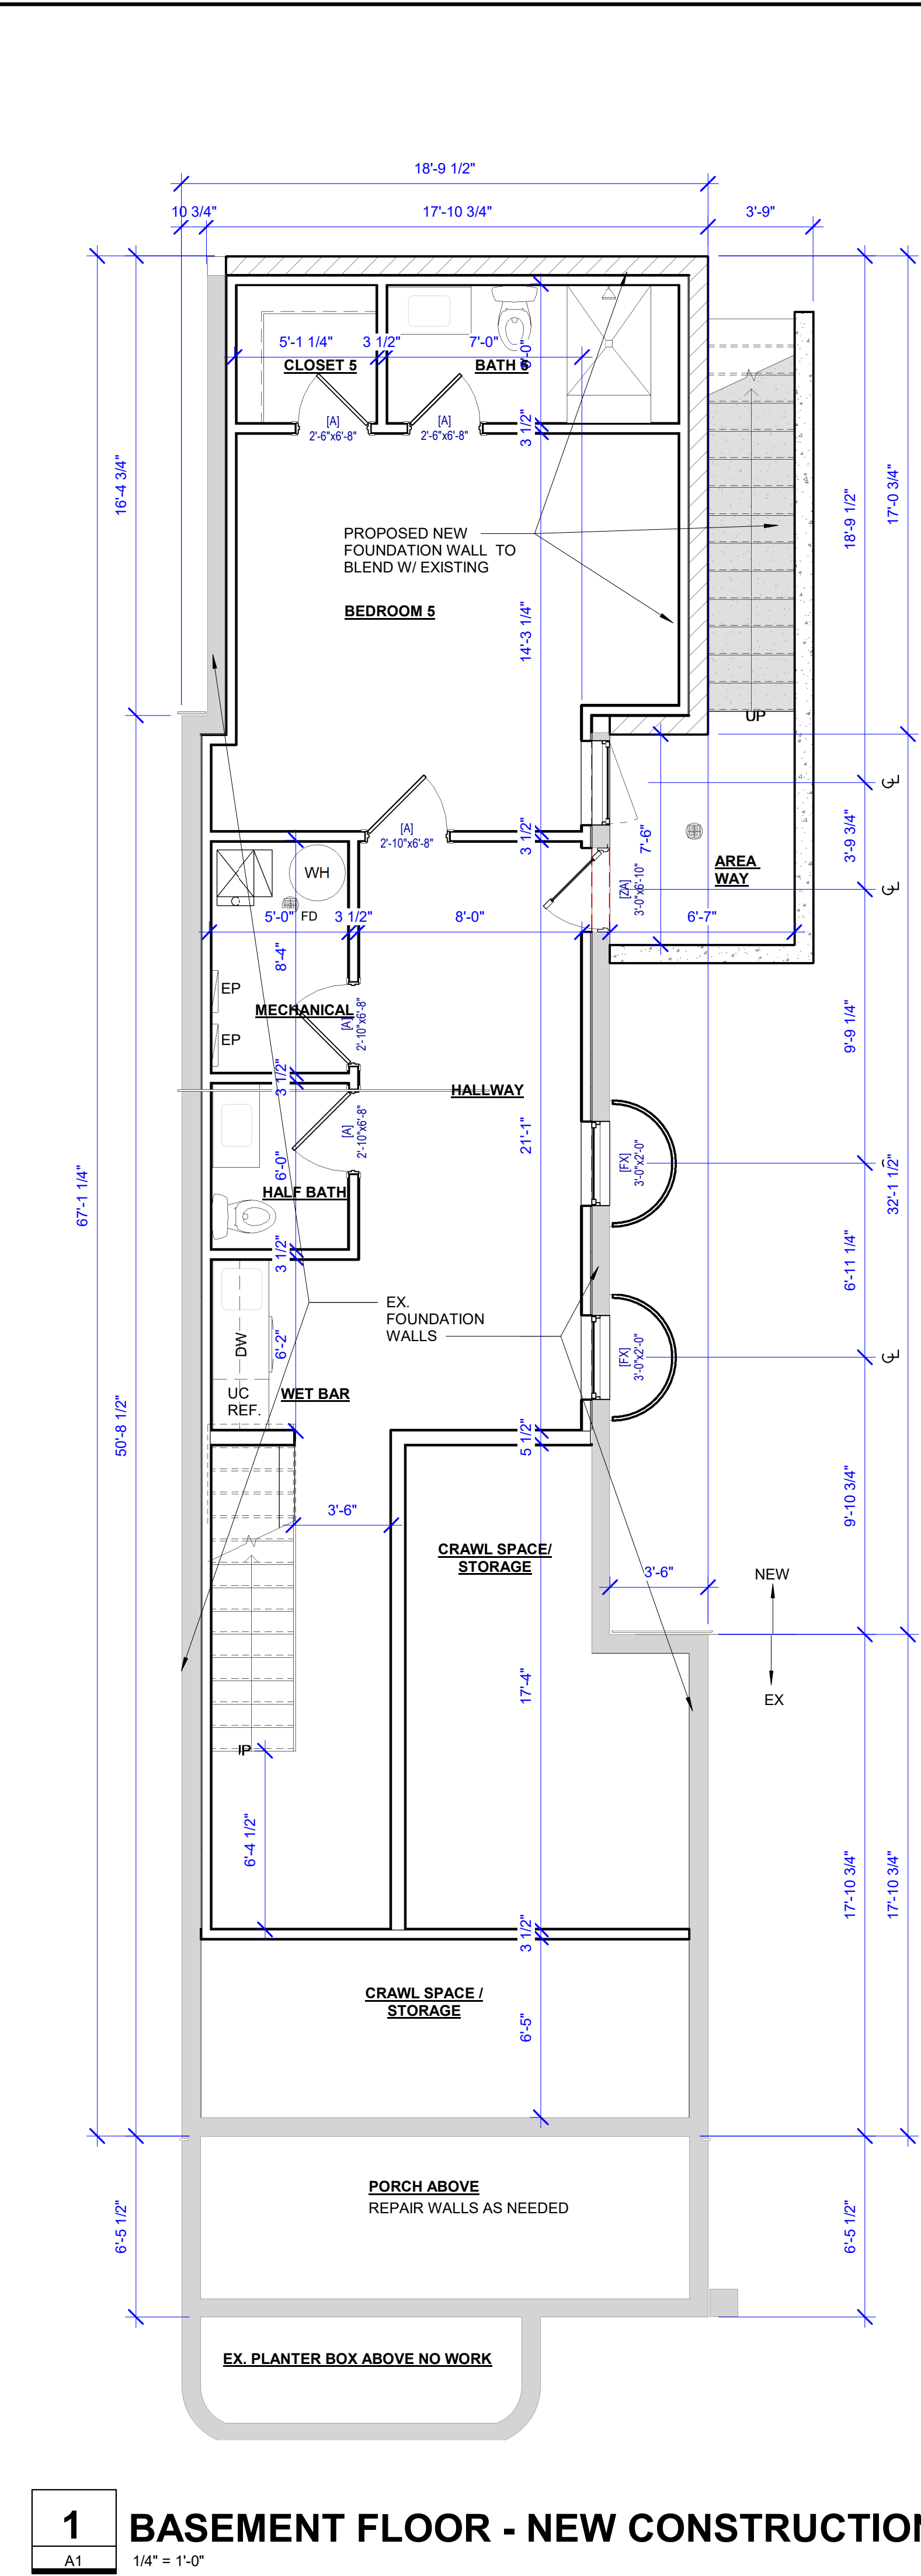 18'-9 1/2"
10 3/4"
17'-10 3/4"
3'-9"
5'-1 1/4"
3 1/2"
7'-0"
CLOSET 5
BATH
[A]
2'-6"x6'-8"
[A]
2'-6"x6'-8"
3 1/2"
16'-4 3/4"
18'-9 1/2"
17'-0 3/4"
PROPOSED NEW
FOUNDATION WALL TO
BLEND W/ EXISTING
BEDROOM 5
14'-3 1/4"
UP
[A]
2'-10"x6'-8"
3 1/2"
7'-6"
3'-9 3/4"
WH
AREA
WAY
[ZA]
3'-0"x6'-10"
5'-0"
FD
3 1/2"
8'-0"
6'-7"
8'-4"
EP
MECHANICAL
[A]
2'-10"x6'-8"
EP
9'-9 1/4"
3 1/2"
HALLWAY
[A]
2'-10"x6'-8"
21'-1"
[FX]
3'-0"x2'-0"
6'-0"
HALF BATH
67'-1 1/4"
32'-1 1/2"
3 1/2"
6'-11 1/4"
EX.
FOUNDATION
WALLS
DW
6'-2"
[FX]
3'-0"x2'-0"
UC
REF.
WET BAR
50'-8 1/2"
5 1/2"
3'-6"
9'-10 3/4"
CRAWL SPACE/
STORAGE
3'-6"
NEW
EX
17'-4"
6'-4 1/2"
17'-10 3/4"
17'-10 3/4"
3 1/2"
CRAWL SPACE /
STORAGE
6'-5"
PORCH ABOVE
REPAIR WALLS AS NEEDED
6'-5 1/2"
6'-5 1/2"
EX. PLANTER BOX ABOVE NO WORK
1
BASEMENT FLOOR - NEW CONSTRUCTION
A1
1/4" = 1'-0"